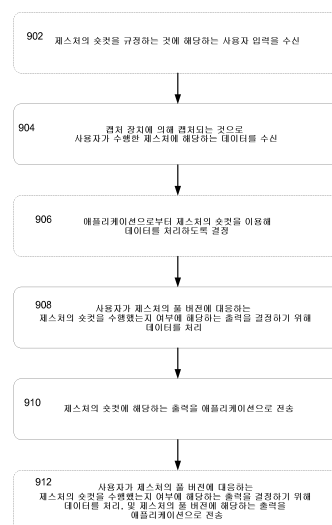 902
제스처의 숏컷을 규정하는 것에 해당하는 사용자 입력을 수신
904
캡처 장치에 의해 캡처되는 것으로
사용자가 수행한 제스처에 해당하는 데이터를 수신
906
애플리케이션으로부터 제스처의 숏컷을 이용해
데이터를 처리하도록 결정
908
사용자가 제스처의 풀 버전에 대응하는
제스처의 숏컷을 수행했는지 여부에 해당하는 출력을 결정하기 위해
데이터를 처리
910
제스처의 숏컷에 해당하는 출력을 애플리케이션으로 전송
912
사용자가 제스처의 풀 버전에 대응하는
제스처의 숏컷을 수행했는지 여부에 해당하는 출력을 결정하기 위해
데이터를 처리, 및 제스처의 풀 버전에 해당하는 출력을
애플리케이션으로 전송